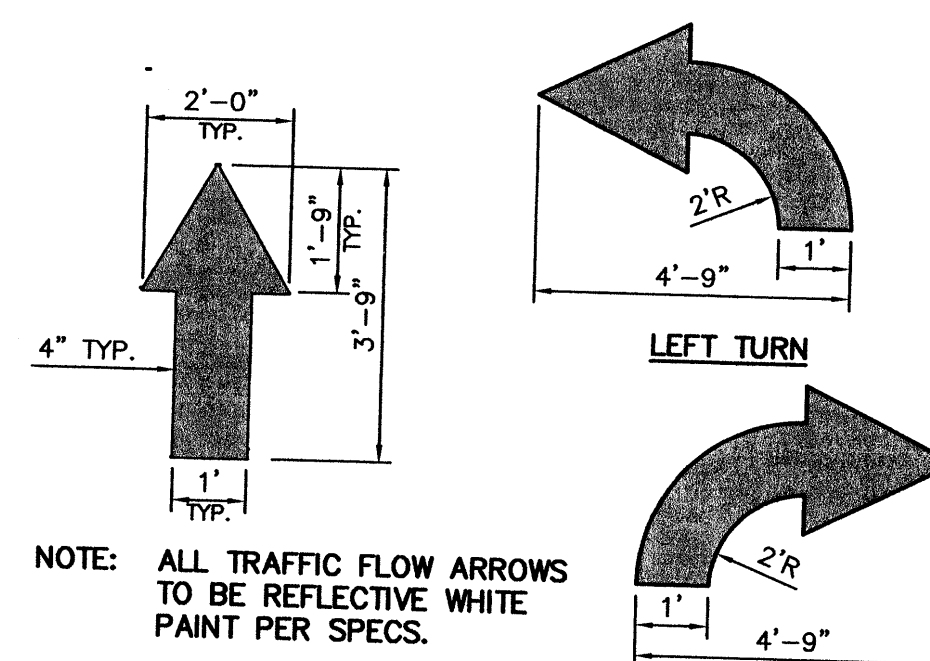 2'-0"
TYP.
1'-9"
TYP.
3'-9"
4" TYP.
1'
TYP.
NOTE: ALL TRAFFIC FLOW ARROWS
TO BE REFLECTIVE WHITE
PAINT PER SPECS.
2'R
1'
4'-9"
LEFT TURN
2'R
1'
4'-9"